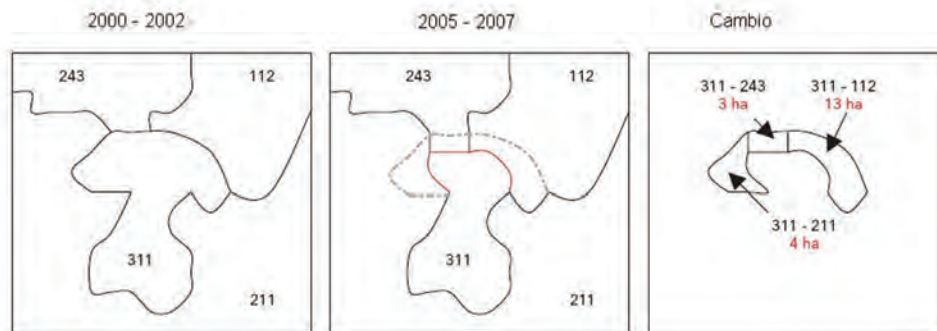 2000 - 2002
2005 - 2007
Cambio
243
112
311
211
243
112
311
211
311 - 243
3 ha
311 - 112
13 ha
311 - 211
4 ha